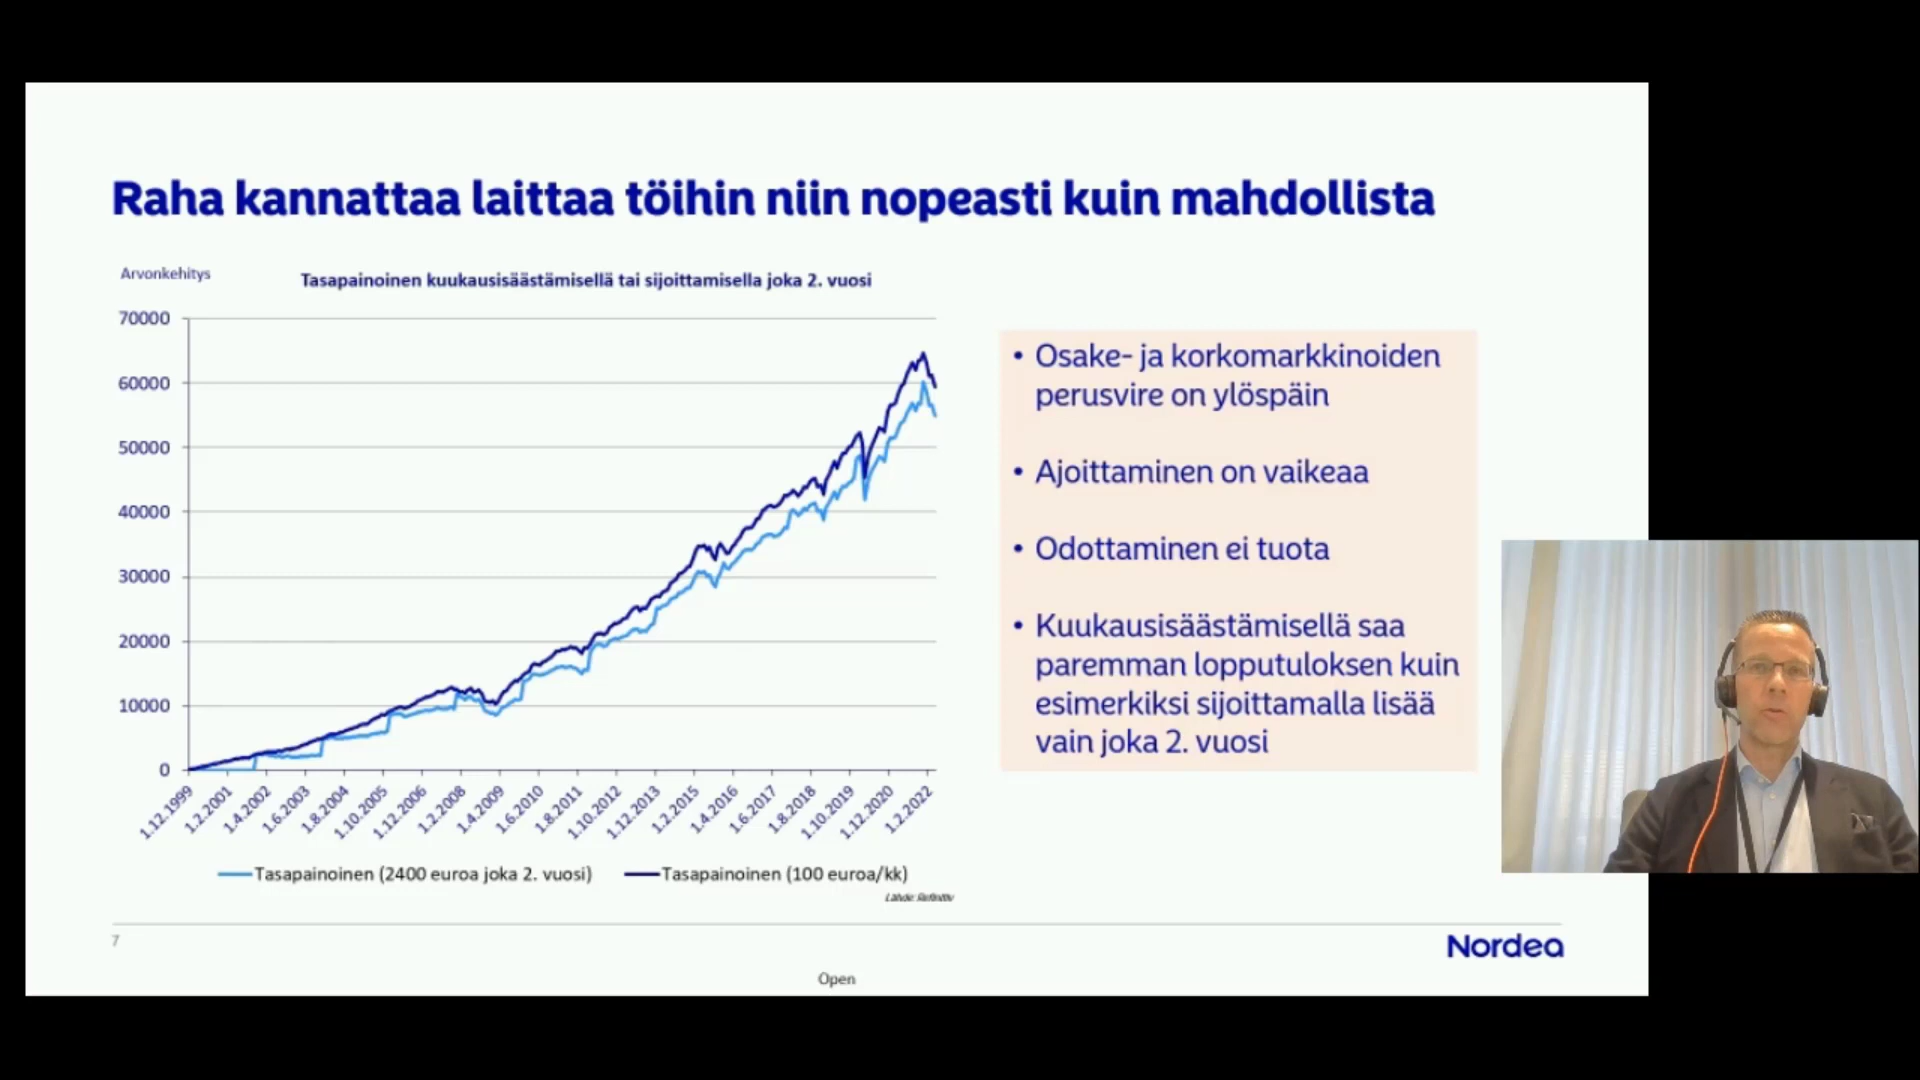 Raha kannattaa laittaa töihin niin nopeasti kuin mahdollista
Arvonkehitys
Tasapainoinen kuukausisäästämisellä tai sijoittamisella joka 2. vuosi
70000
60000
50000
40000
30000
20000
10000
0
1.12.1999
1.2.2001
1.4.2002
1.6.2003
1.8.2004
1.10.2005
1.12.2006
1.2.2008
1.4.2009
1.6.2010
1.8.2011
1.10.2012
1.12.2013
1.2.2015
1.4.2016
1.6.2017
1.8.2018
1.10.2019
1.12.2020
1.2.2022
Tasapainoinen (2400 euroa joka 2. vuosi)
Tasapainoinen (100 euroa/kk)
Lähde: Refinitiv
• Osake- ja korkomarkkinoiden
perusvire on ylöspäin
• Ajoittaminen on vaikeaa
• Odottaminen ei tuota
• Kuukausisäästämisellä saa
paremman lopputuloksen kuin
esimerkiksi sijoittamalla lisää
vain joka 2. vuosi
7
Nordea
Open